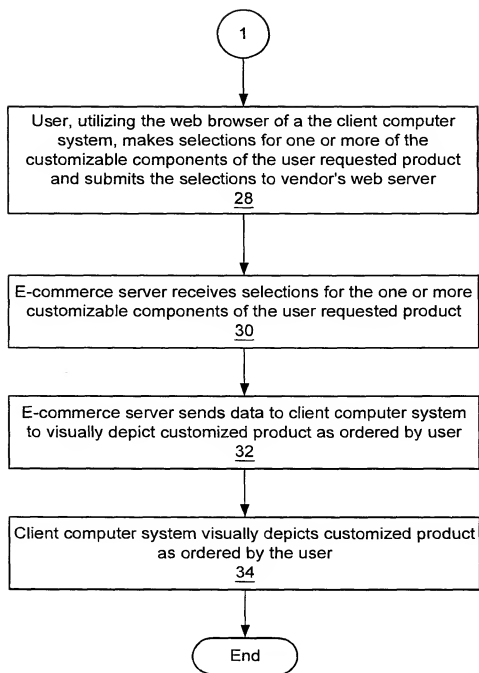 1
User, utilizing the web browser of a the client computer
system, makes selections for one or more of the
customizable components of the user requested product
and submits the selections to vendor's web server
28
E-commerce server receives selections for the one or more
customizable components of the user requested product
30
E-commerce server sends data to client computer system
to visually depict customized product as ordered by user
32
Client computer system visually depicts customized product
as ordered by the user
34
End